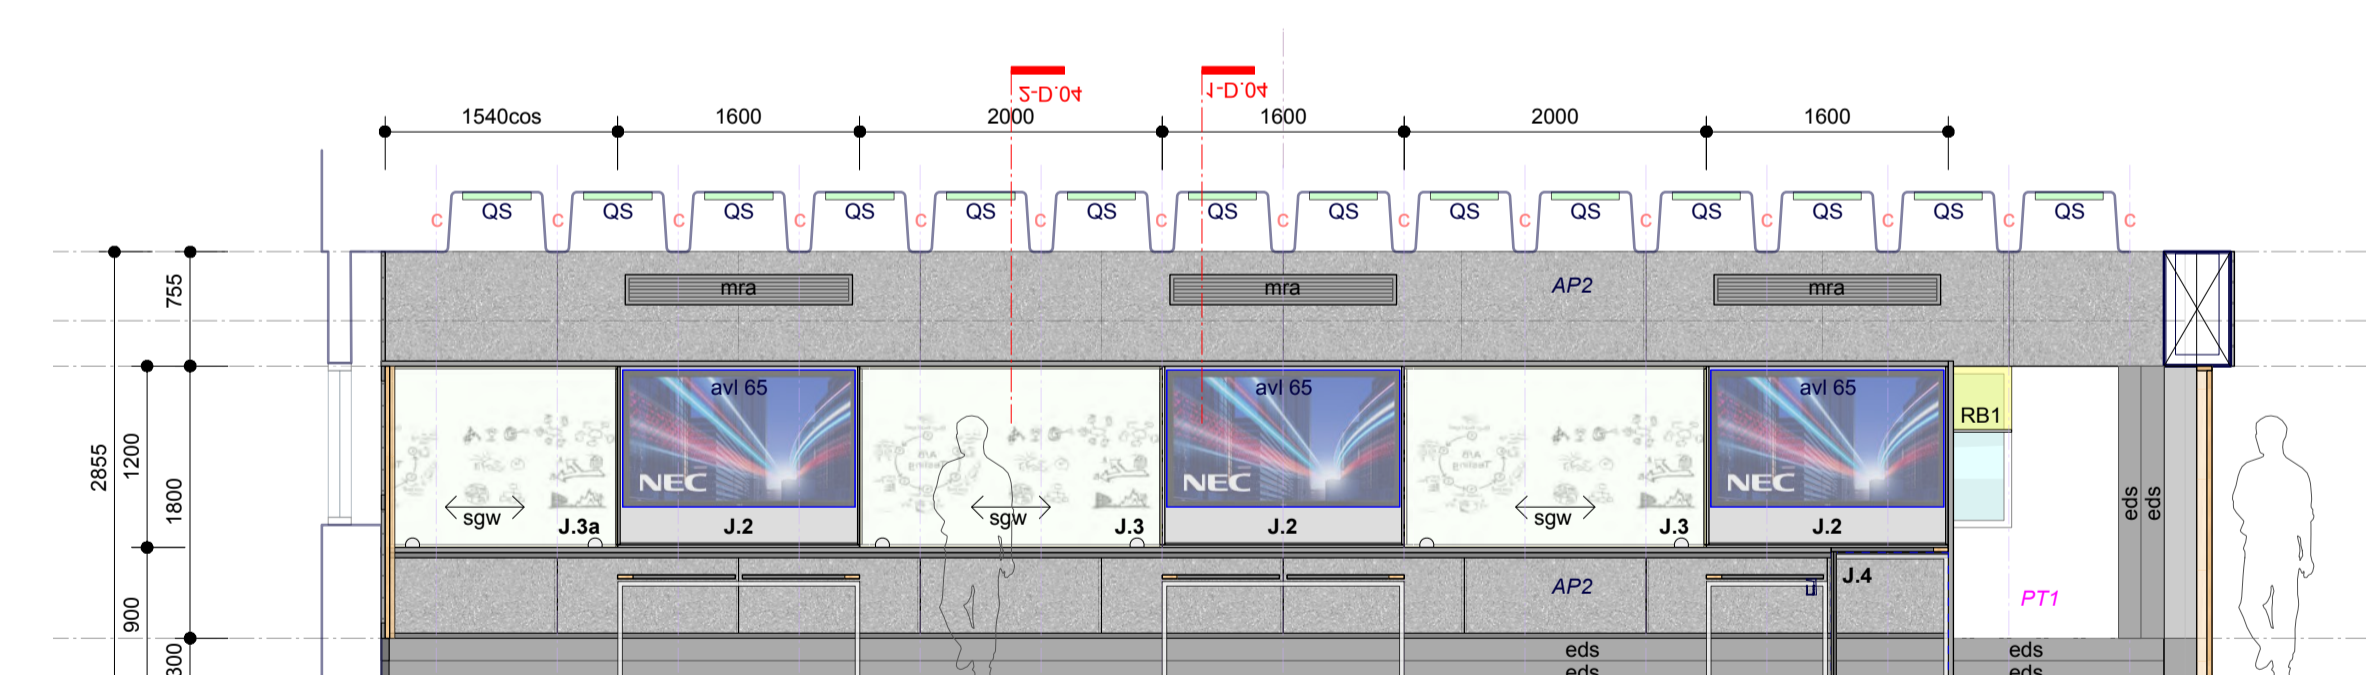 2-D.04
1-D.04
1540cos
1600
2000
1600
2000
1600
C
QS
C
QS
C
QS
C
QS
C
QS
C
QS
C
QS
C
QS
C
QS
C
QS
C
QS
C
QS
C
QS
C
QS
C
755
mra
mra
AP2
mra
2855
1200
1800
avl 65
avl 65
avl 65
RB1
NEC
NEC
NEC
sgw
J.3a
J.2
sgw
J.3
J.2
sgw
J.3
J.2
eds
eds
900
AP2
J.4
PT1
300
eds
eds
eds
eds